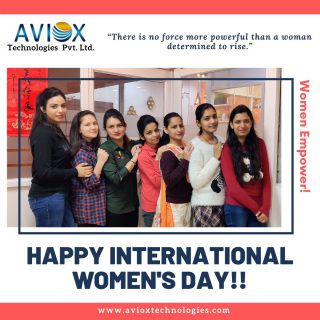 AVIOX
Technologies Pvt. Ltd.
“There is no force more powerful than a woman
determined to rise.”
Women Empower!
HAPPY INTERNATIONAL
WOMEN'S DAY!!
www.avioxtechnologies.com